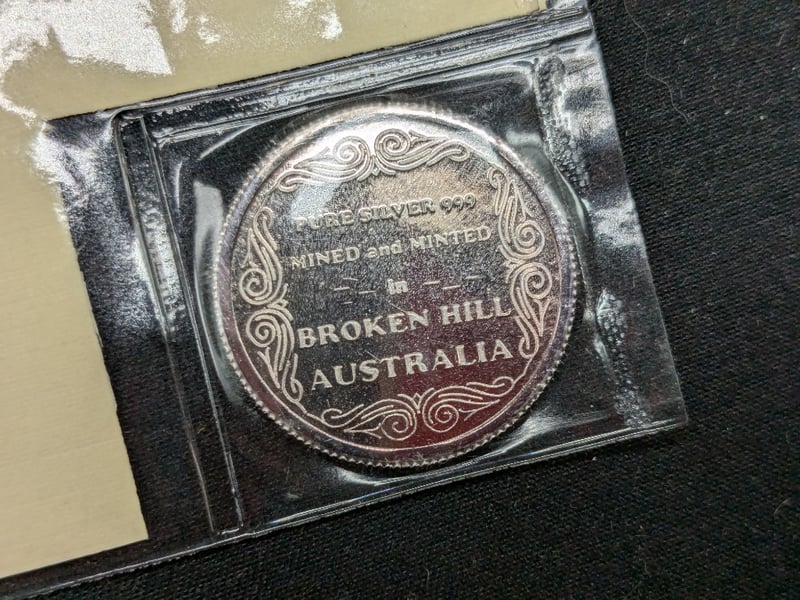 PURE SILVER 999
MINED and MINTED
in
BROKEN HILL
AUSTRALIA